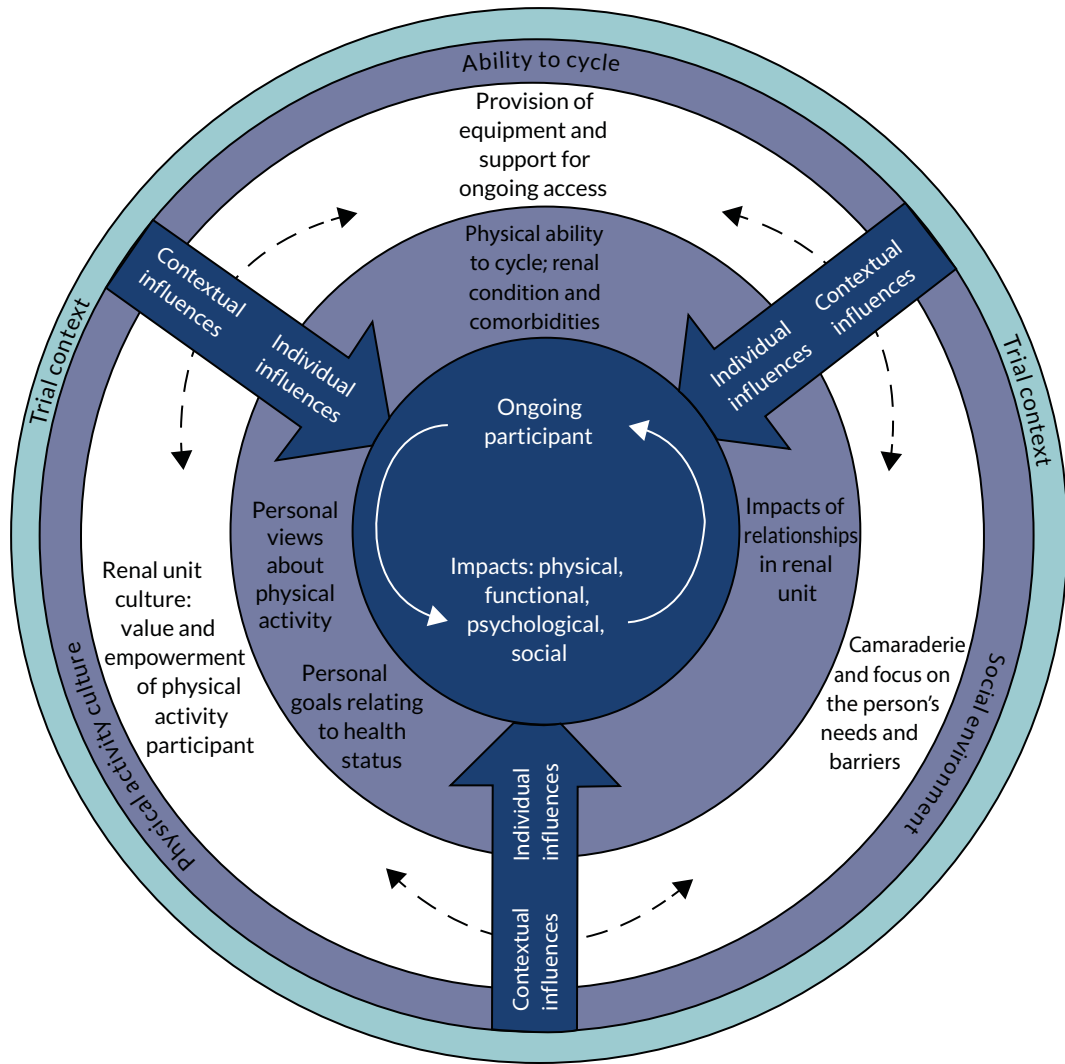 Ability to cycle
Provision of
equipment and
support for
ongoing access
Physical ability
to cycle; renal
condition and
comorbidities
Contextual
influences
Individual
influences
Contextual
influences
Individual
influences
Trial context
Trial context
Ongoing
participant
Impacts: physical,
functional,
psychological,
social
Personal
views about
physical
activity
Personal
goals relating
to health
status
Impacts of
relationships
in renal
unit
Renal unit
culture:
value and
empowerment
of physical
activity
participant
Camaraderie
and focus on
the person’s
needs and
barriers
Physical activity culture
Social environment
Individual
influences
Contextual
influences